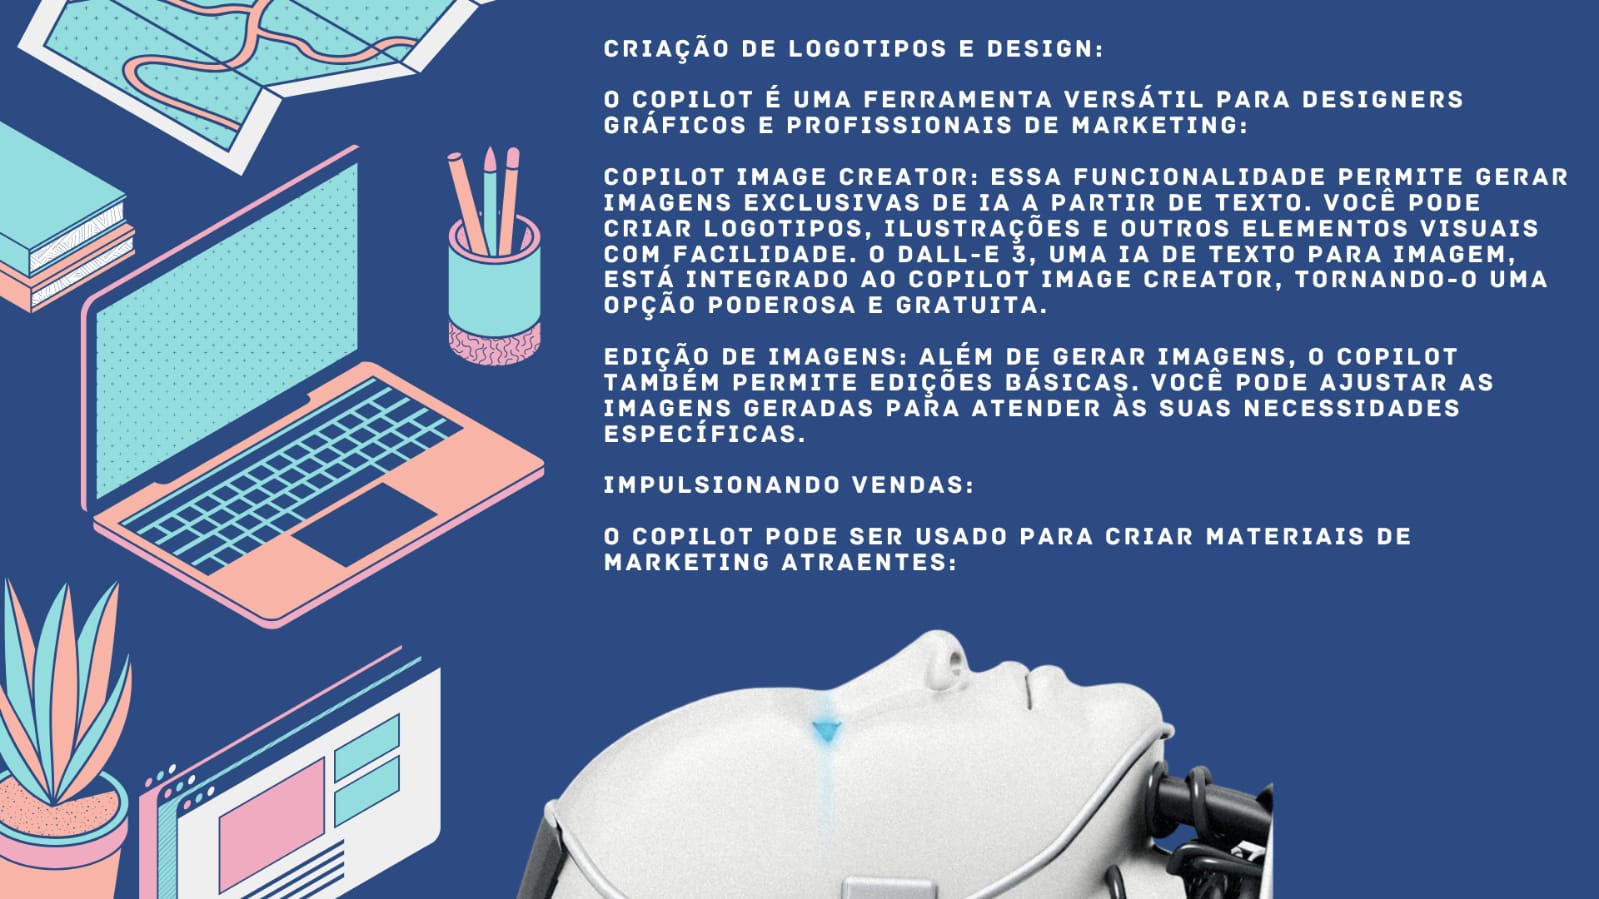 CRIAÇÃO DE LOGOTIPOS E DESIGN:
O COPILOT É UMA FERRAMENTA VERSÁTIL PARA DESIGNERS
GRÁFICOS E PROFISSIONAIS DE MARKETING:
COPILOT IMAGE CREATOR: ESSA FUNCIONALIDADE PERMITE GERAR
IMAGENS EXCLUSIVAS DE IA A PARTIR DE TEXTO. VOCÊ PODE
CRIAR LOGOTIPOS, ILUSTRAÇÕES E OUTROS ELEMENTOS VISUAIS
COM FACILIDADE. O DALL-E 3, UMA IA DE TEXTO PARA IMAGEM,
ESTÁ INTEGRADO AO COPILOT IMAGE CREATOR, TORNANDO-O UMA
OPÇÃO PODEROSA E GRATUITA.
EDIÇÃO DE IMAGENS: ALÉM DE GERAR IMAGENS, O COPILOT
TAMBÉM PERMITE EDIÇÕES BÁSICAS. VOCÊ PODE AJUSTAR AS
IMAGENS GERADAS PARA ATENDER ÀS SUAS NECESSIDADES
ESPECÍFICAS.
IMPULSIONANDO VENDAS:
O COPILOT PODE SER USADO PARA CRIAR MATERIAIS DE
MARKETING ATRAENTES: